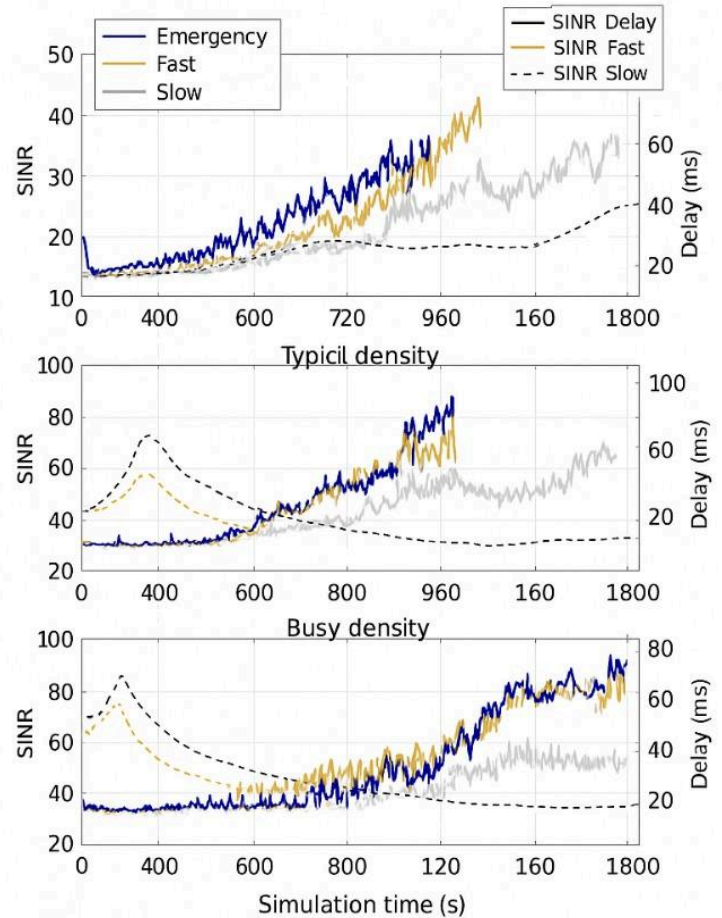 Emergency
Fast
Slow
SINR Delay
SINR Fast
SINR Slow
50
40
30
20
10
SINR
60
40
20
Delay (ms)
0 400 600 720 960 160 1800
Typicil density
100
80
60
40
20
SINR
100
60
20
Delay (ms)
0 400 600 800 960 160 1800
Busy density
100
80
60
40
20
SINR
80
60
40
20
Delay (ms)
0 400 600 800 120 160 1800
Simulation time (s)